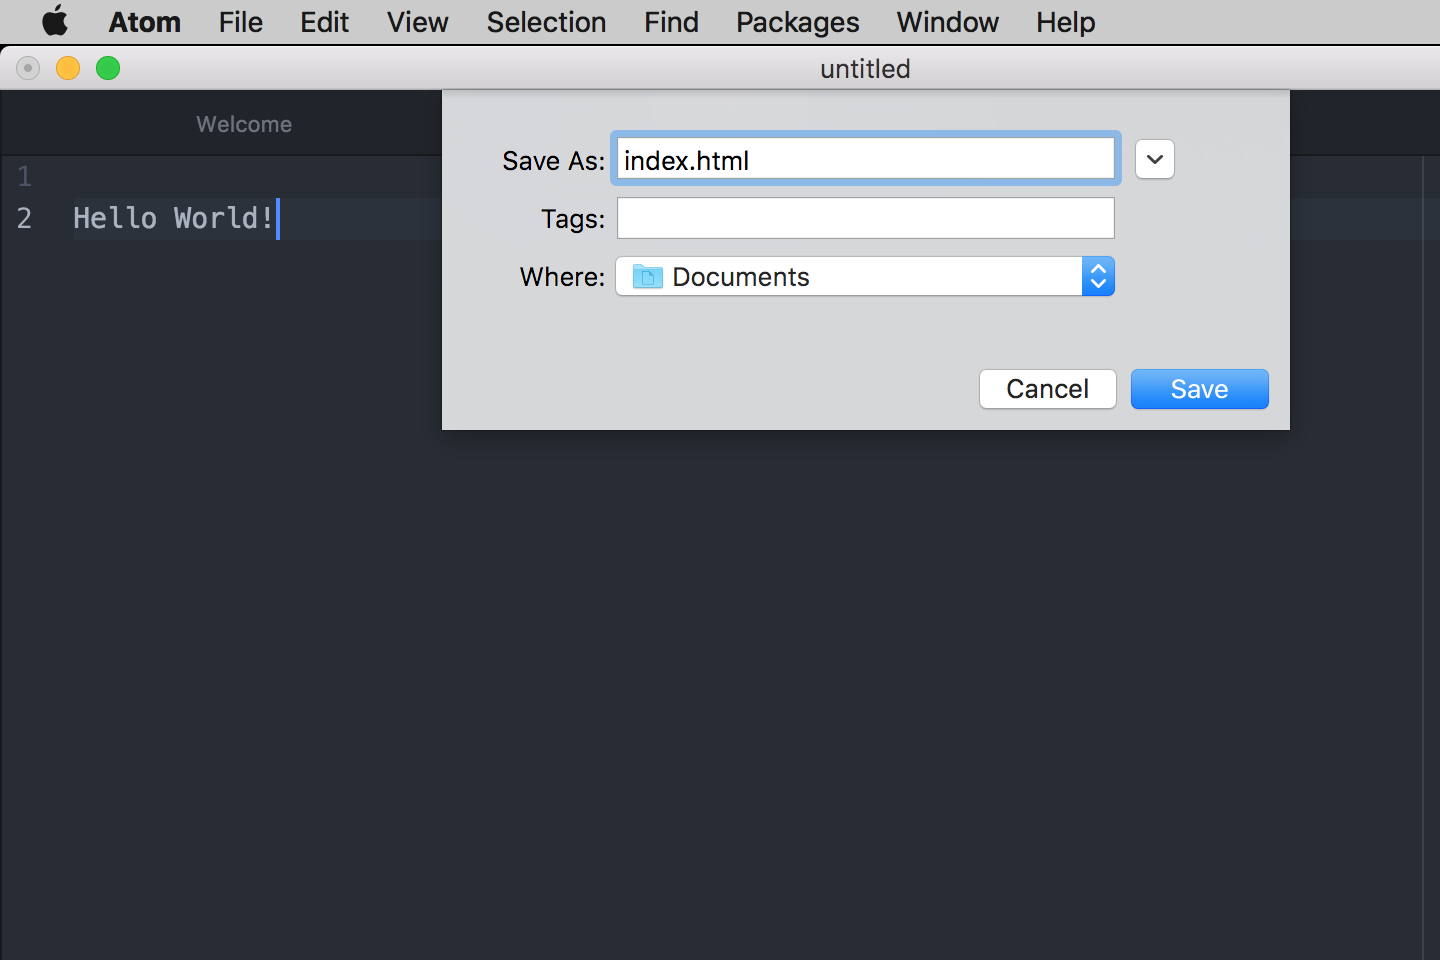 Atom File Edit View Selection Find Packages Window Help
untitled
Welcome
Save As: index.html
Tags:
Where: Documents
Cancel Save
1
2 Hello World!